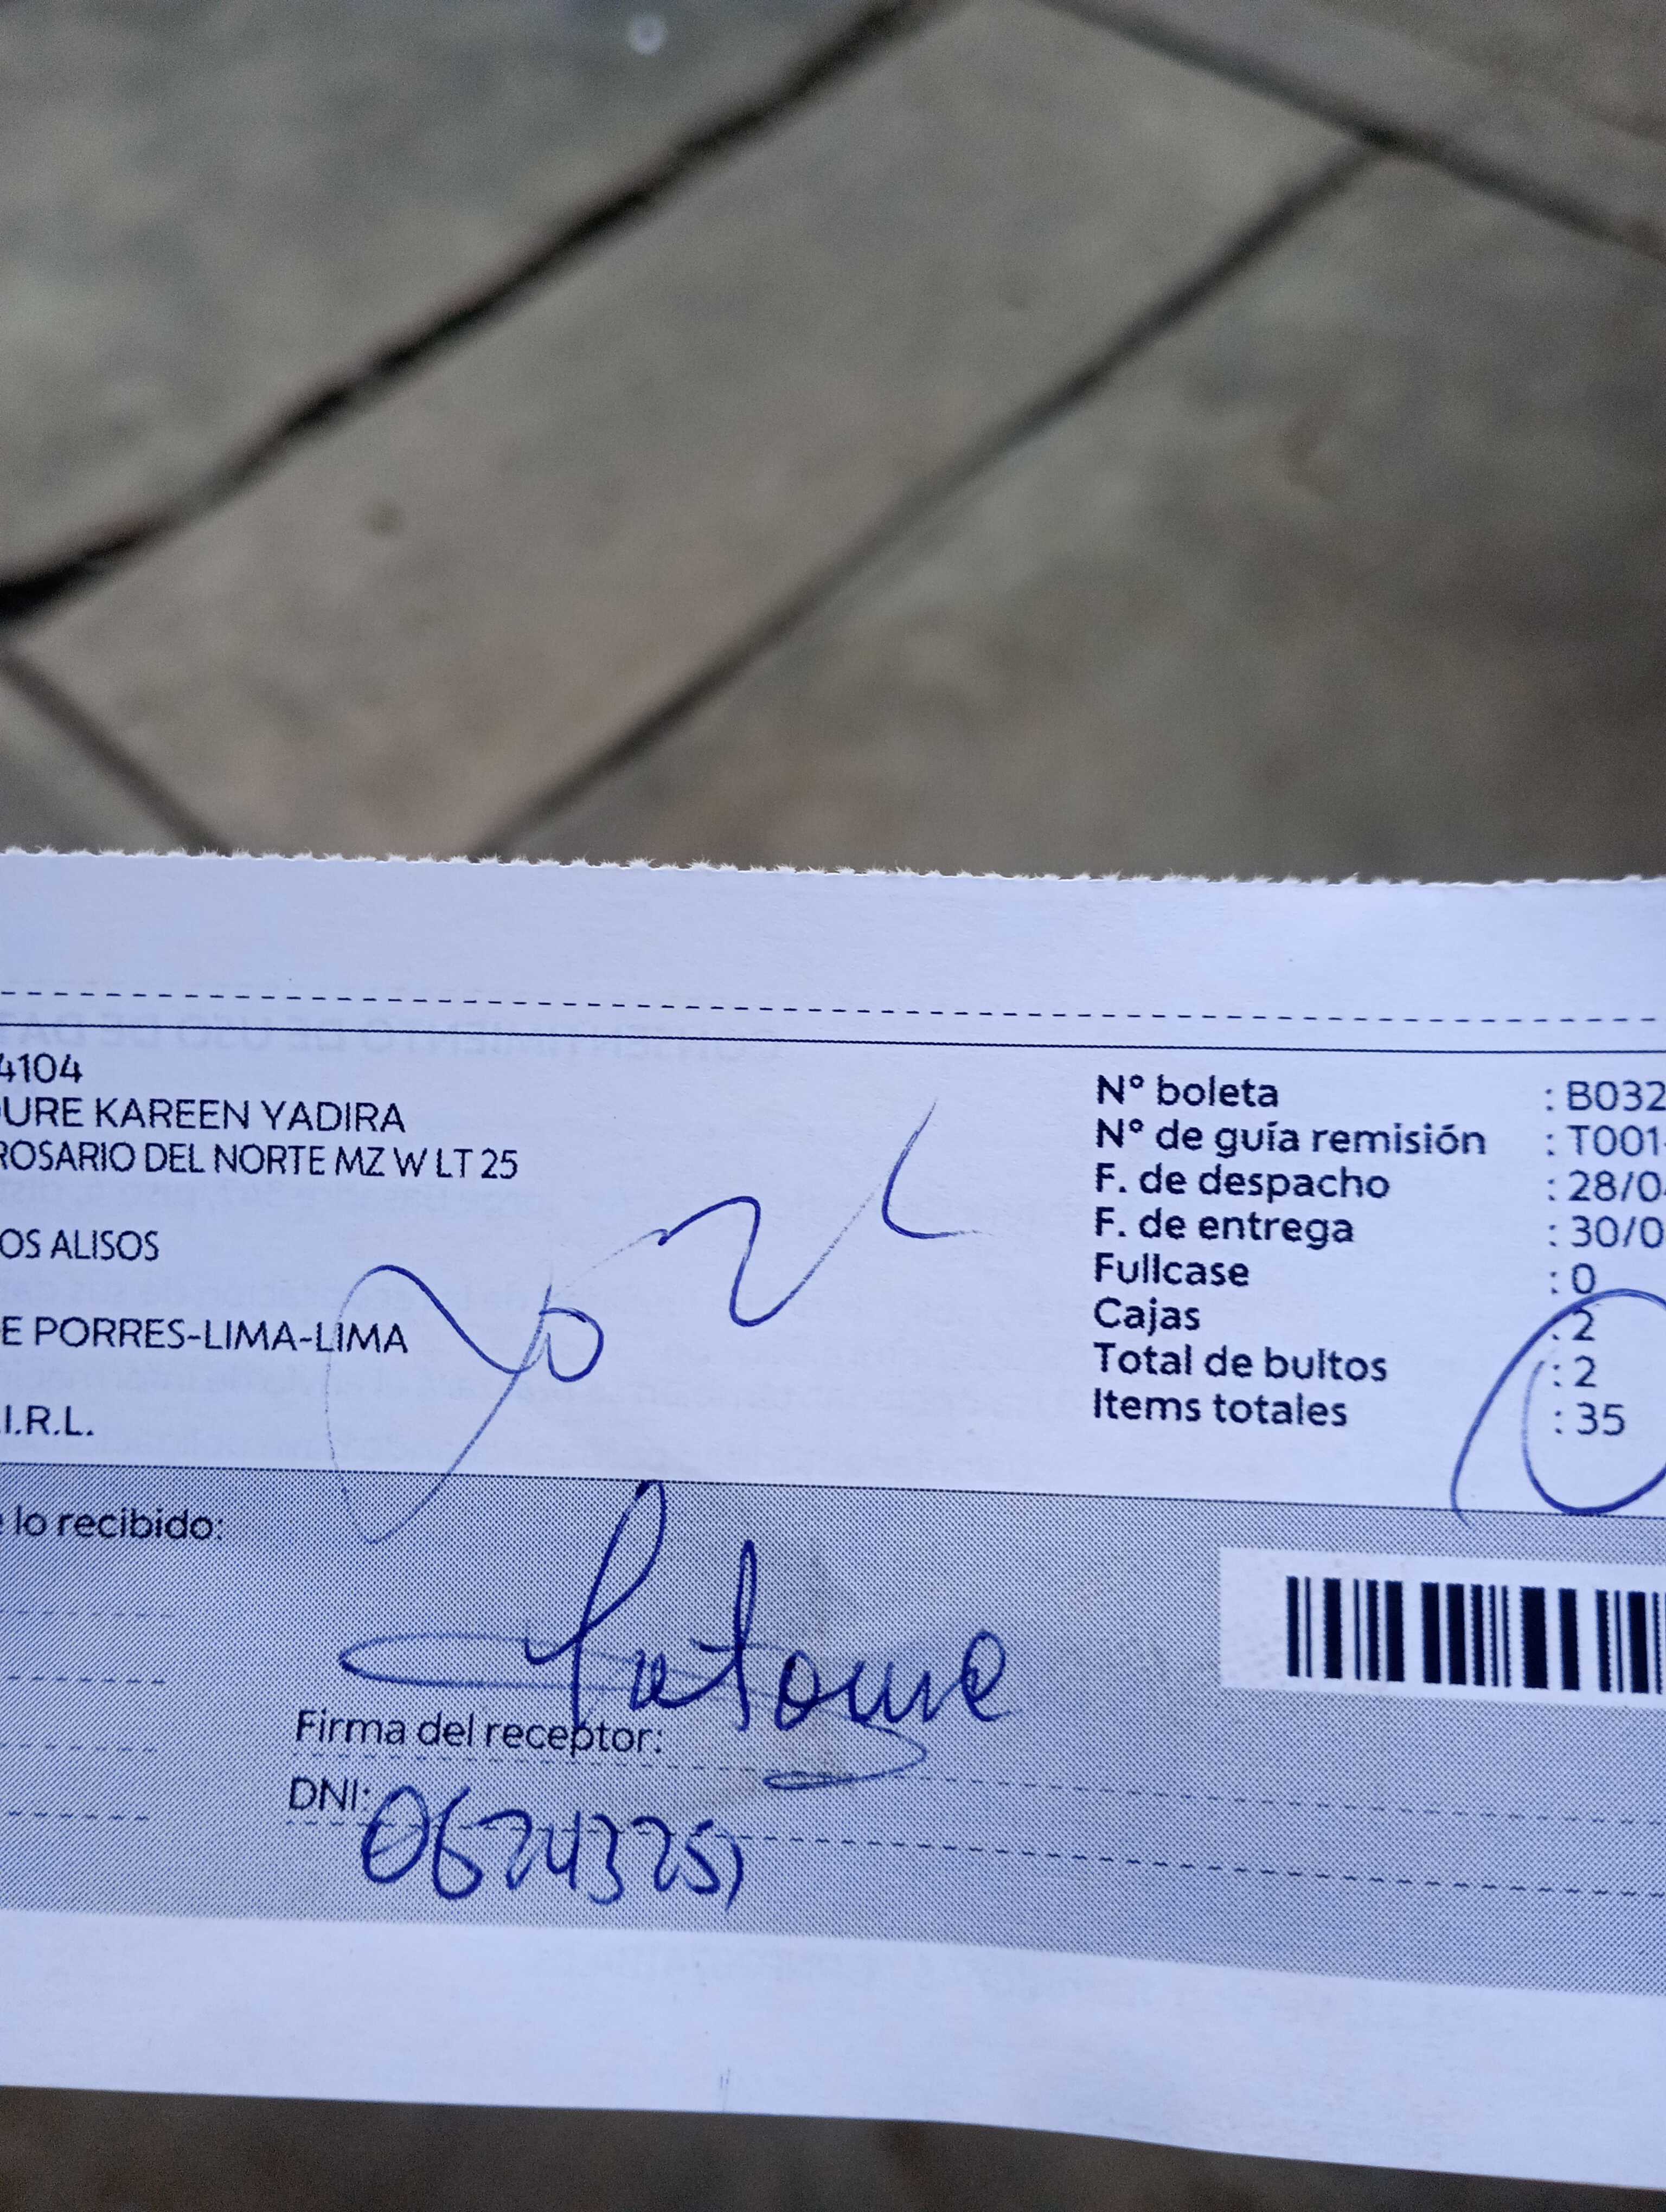 4104
URE KAREEN YADIRA
ROSARIO DEL NORTE MZ W LT 25
OS ALISOS
E PORRES-LIMA-LIMA
I.R.L.
Nº boleta : B032
Nº de guía remisión : T001-
F. de despacho : 28/0
F. de entrega : 30/0
Fullcase : 0
Cajas : 2
Total de bultos : 2
Items totales : 35
lo recibido:
Firma del receptor:
DNI: